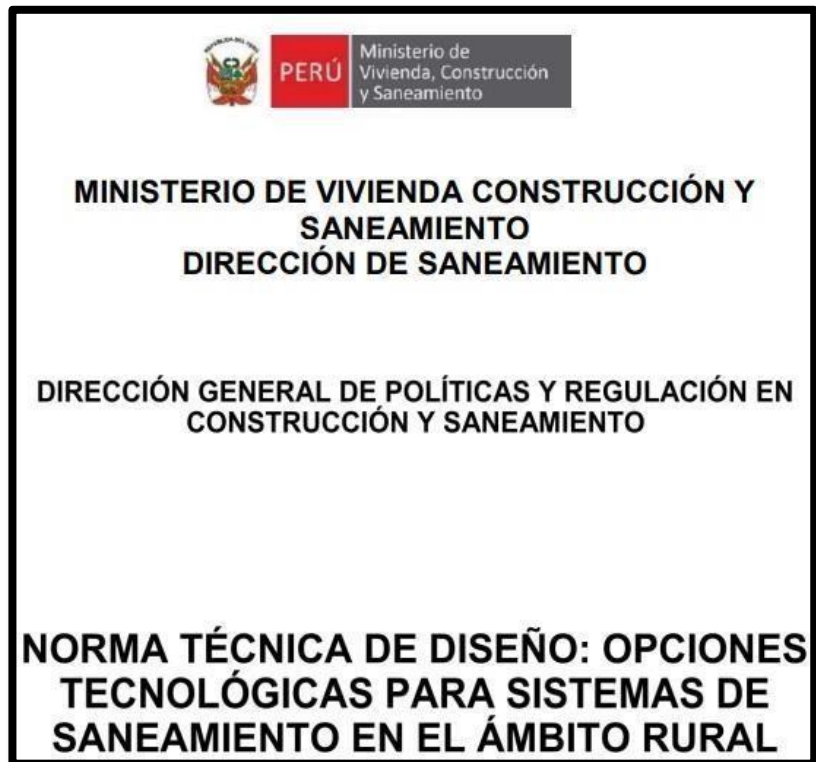 PERÚ
Ministerio de
Vivienda, Construcción
y Saneamiento
MINISTERIO DE VIVIENDA CONSTRUCCIÓN Y
SANEAMIENTO
DIRECCIÓN DE SANEAMIENTO
DIRECCIÓN GENERAL DE POLÍTICAS Y REGULACIÓN EN
CONSTRUCCIÓN Y SANEAMIENTO
NORMA TÉCNICA DE DISEÑO: OPCIONES
TECNOLÓGICAS PARA SISTEMAS DE
SANEAMIENTO EN EL ÁMBITO RURAL